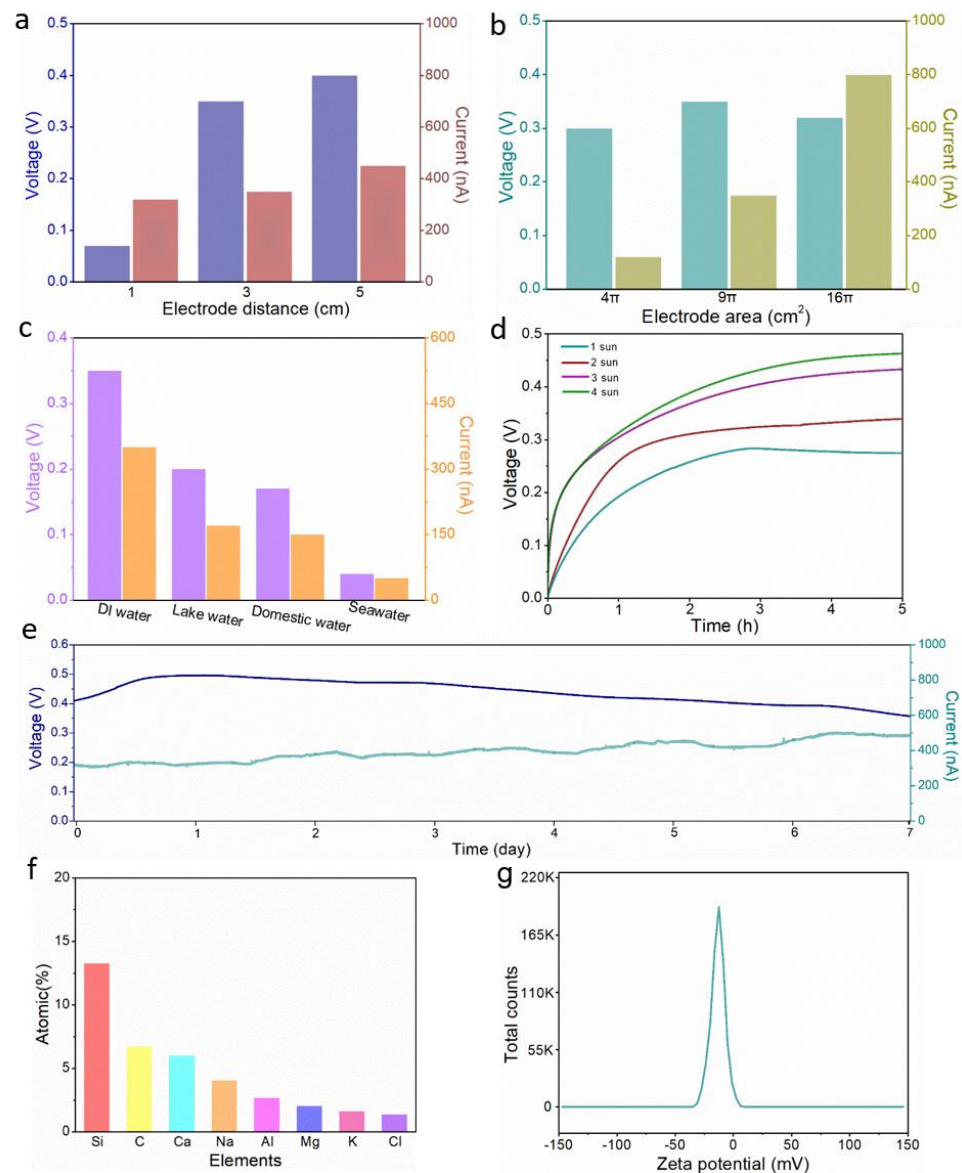 a
0.5
0.4
0.3
0.2
0.1
0.0
Voltage (V)
1000
800
600
400
200
0
Current (nA)
1 3 5
Electrode distance (cm)
b
0.5
0.4
0.3
0.2
0.1
0.0
Voltage (V)
1000
800
600
400
200
0
Current (nA)
4π 9π 16π
Electrode area (cm²)
c
0.4
0.3
0.2
0.1
0.0
Voltage (V)
600
450
300
150
0
Current (nA)
DI water Lake water Domestic water Seawater
d
0.5
0.4
0.3
0.2
0.1
0.0
Voltage (V)
1 sun
2 sun
3 sun
4 sun
0 1 2 3 4 5
Time (h)
e
0.6
0.5
0.4
0.3
0.2
0.1
0.0
Voltage (V)
1000
800
600
400
200
0
Current (nA)
0 1 2 3 4 5 6 7
Time (day)
f
20
15
10
5
0
Atomic(%)
Si C Ca Na Al Mg K Cl
Elements
g
220K
165K
110K
55K
0
Total counts
-150 -100 -50 0 50 100 150
Zeta potential (mV)